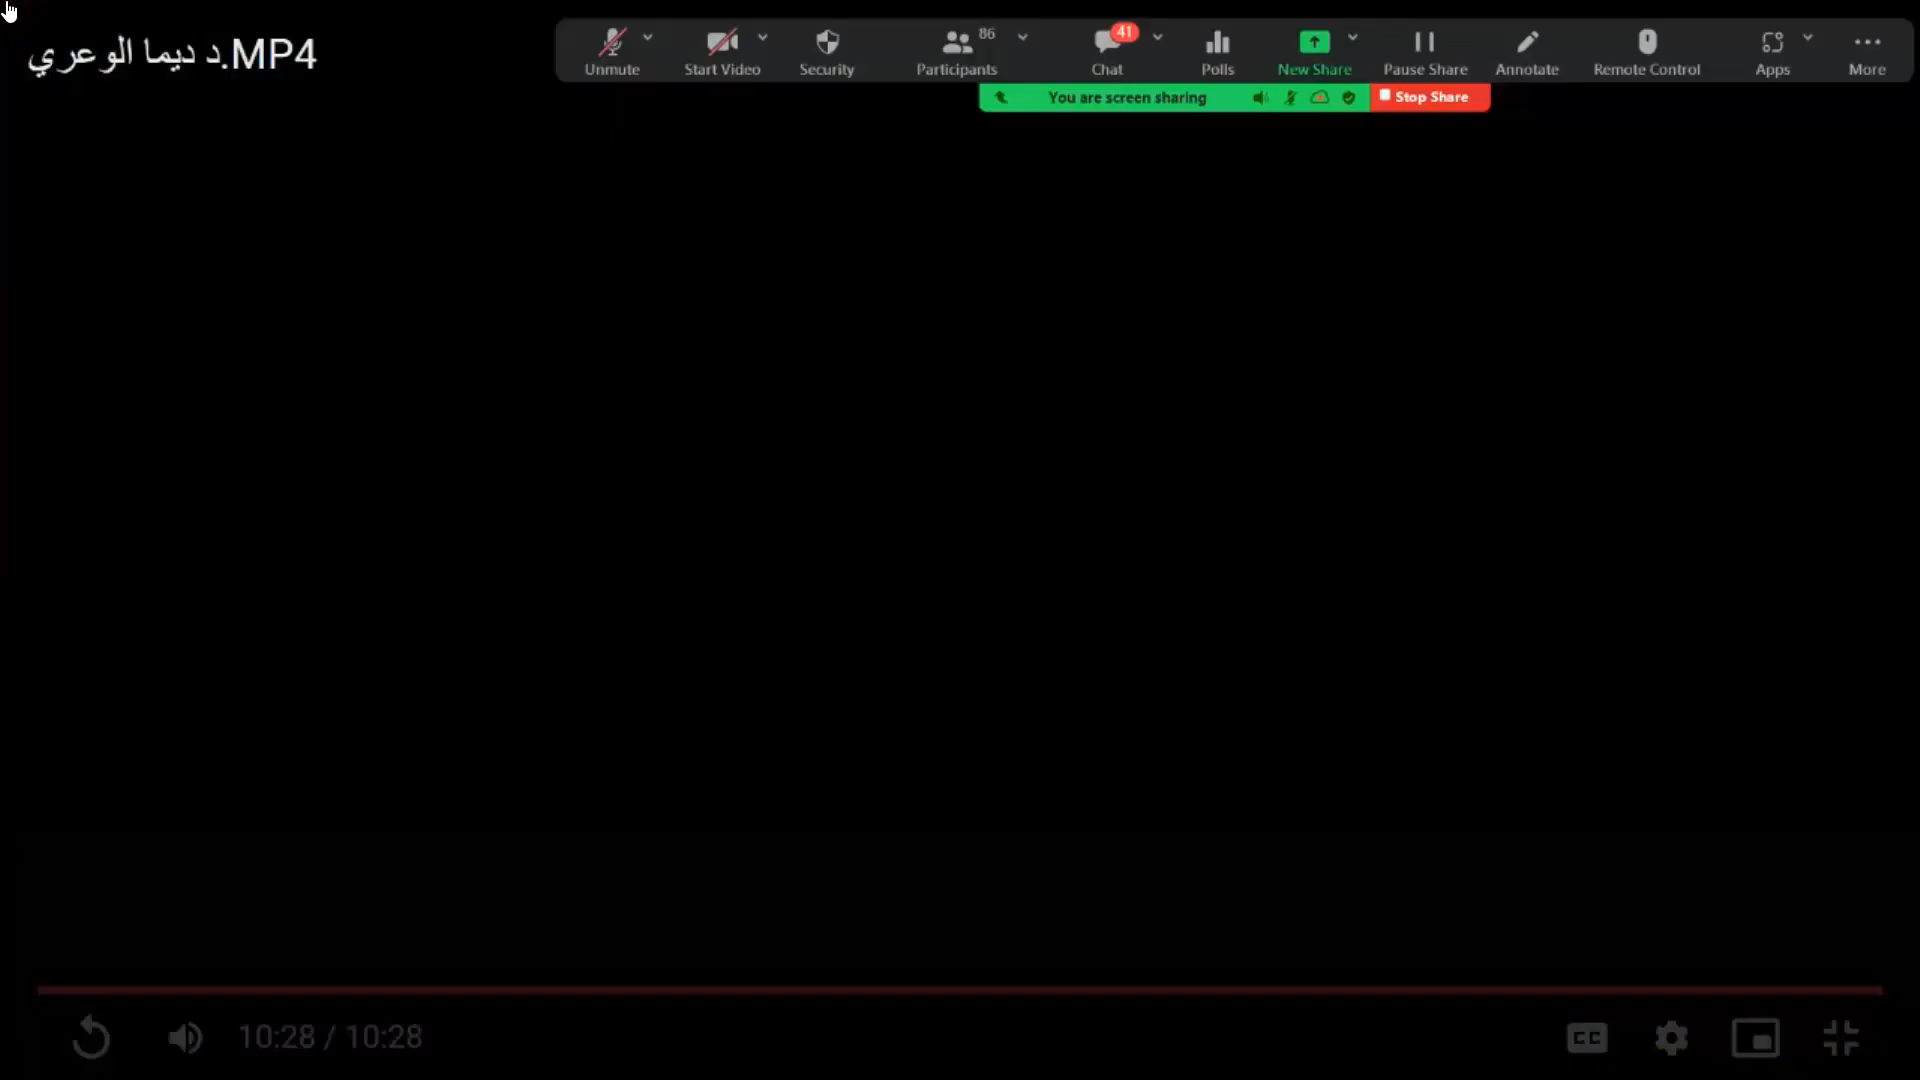 د ديما الوعري.MP4
Unmute
Start Video
Security
86
Participants
41
Chat
Polls
New Share
Pause Share
Annotate
Remote Control
Apps
More
You are screen sharing
Stop Share
10:28 / 10:28
CC